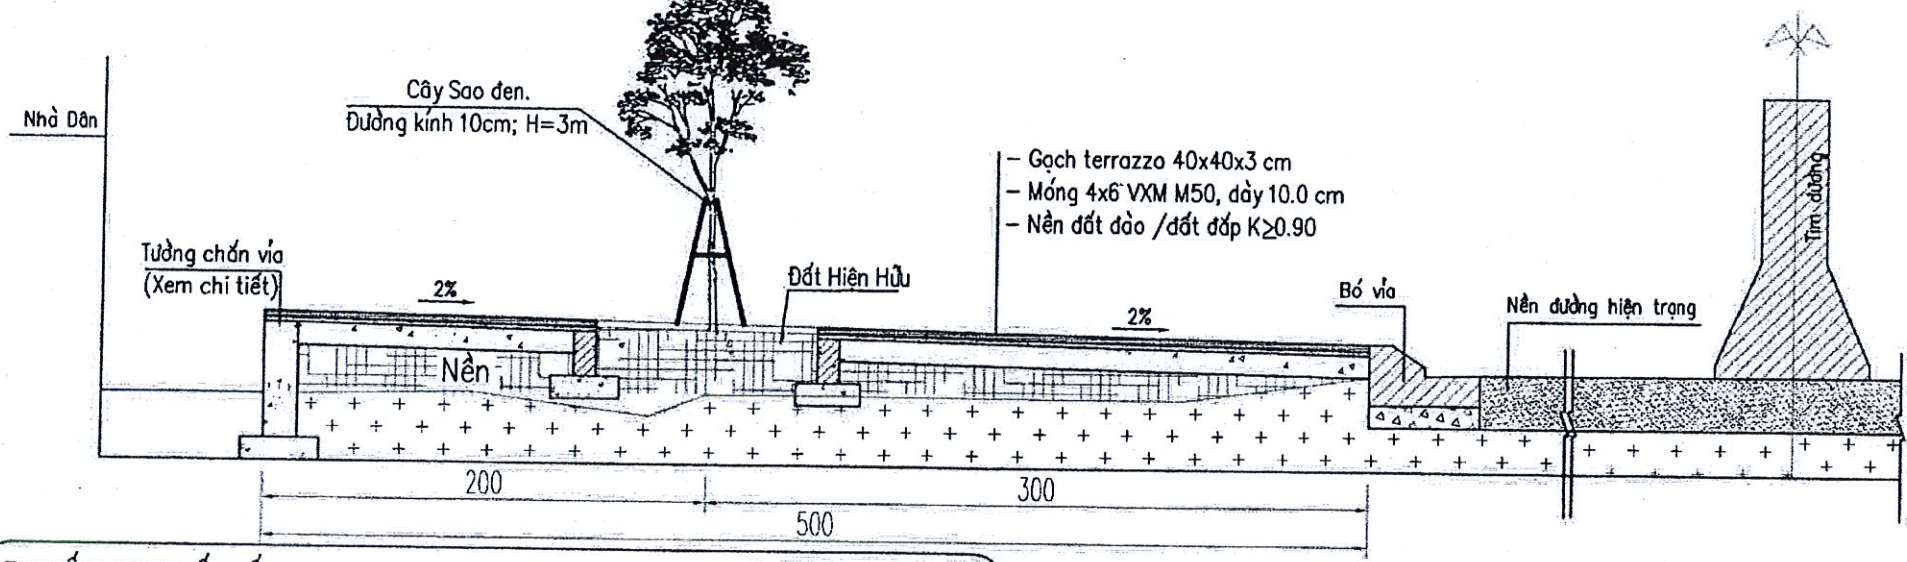 Cây Sao đen.
Đường kính 10cm; H=3m
Nhà Dân
- Gạch terrazzo 40x40x3 cm
- Móng 4x6 VXM M50, dày 10.0 cm
- Nền đất đào /đất đắp K≥0.90
Tim đường
Tường chắn vỉa
(Xem chi tiết)
2%
Đất Hiện Hữu
Bó vỉa
Nền đường hiện trạng
2%
Nền
200
300
500